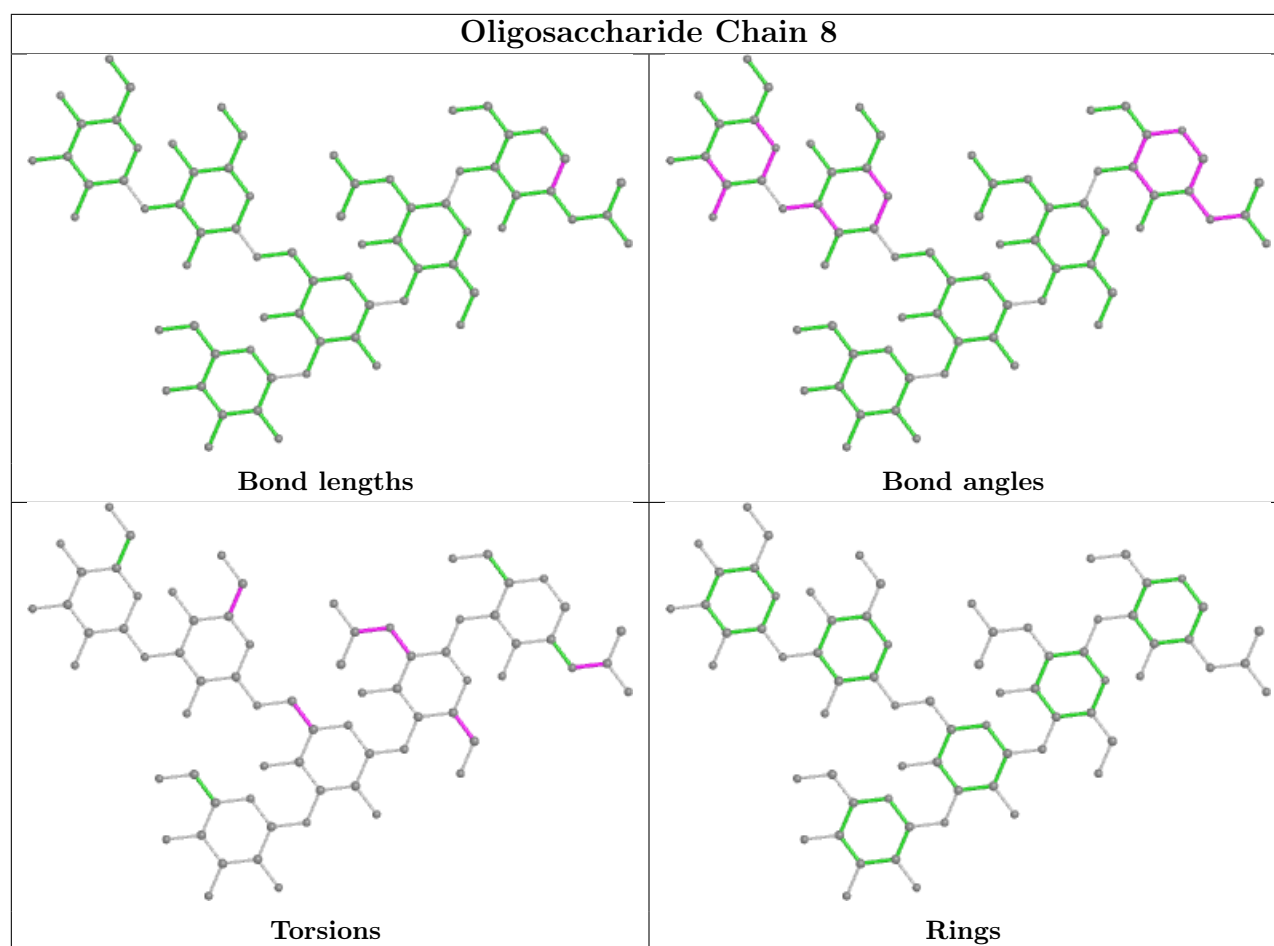 Oligosaccharide Chain 8
Bond lengths
Bond angles
Torsions
Rings